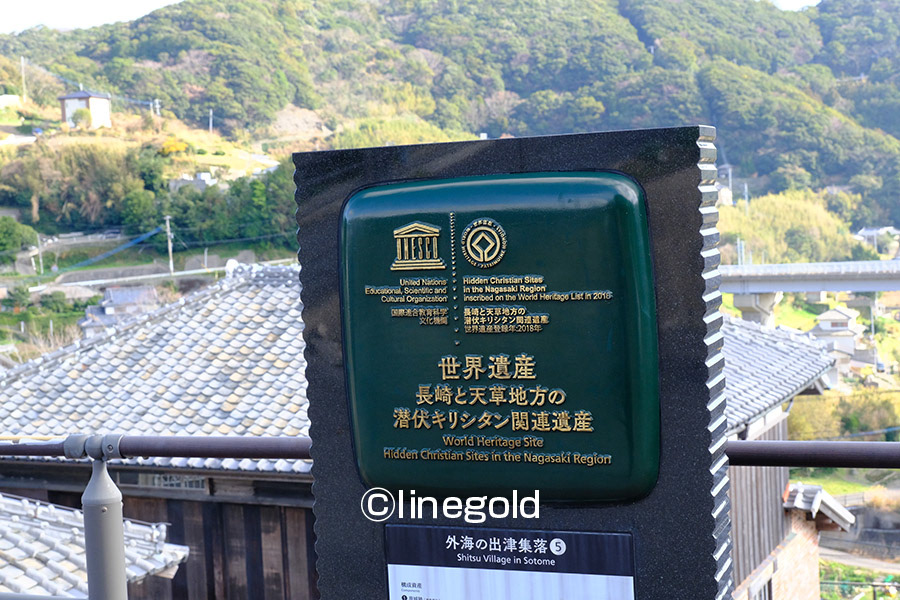 UNESCO
United Nations
Educational, Scientific and
Cultural Organization
国際連合教育科学
文化機関
Hidden Christian Sites
in the Nagasaki Region
inscribed on the World Heritage List in 2018
長崎と天草地方の
潜伏キリシタン関連遺産
世界遺産登録年:2018年
世界遺産
長崎と天草地方の
潜伏キリシタン関連遺産
World Heritage Site
Hidden Christian Sites in the Nagasaki Region
©linegold
外海の出津集落 5
Shitsu Village in Sotome
構成資産
Components